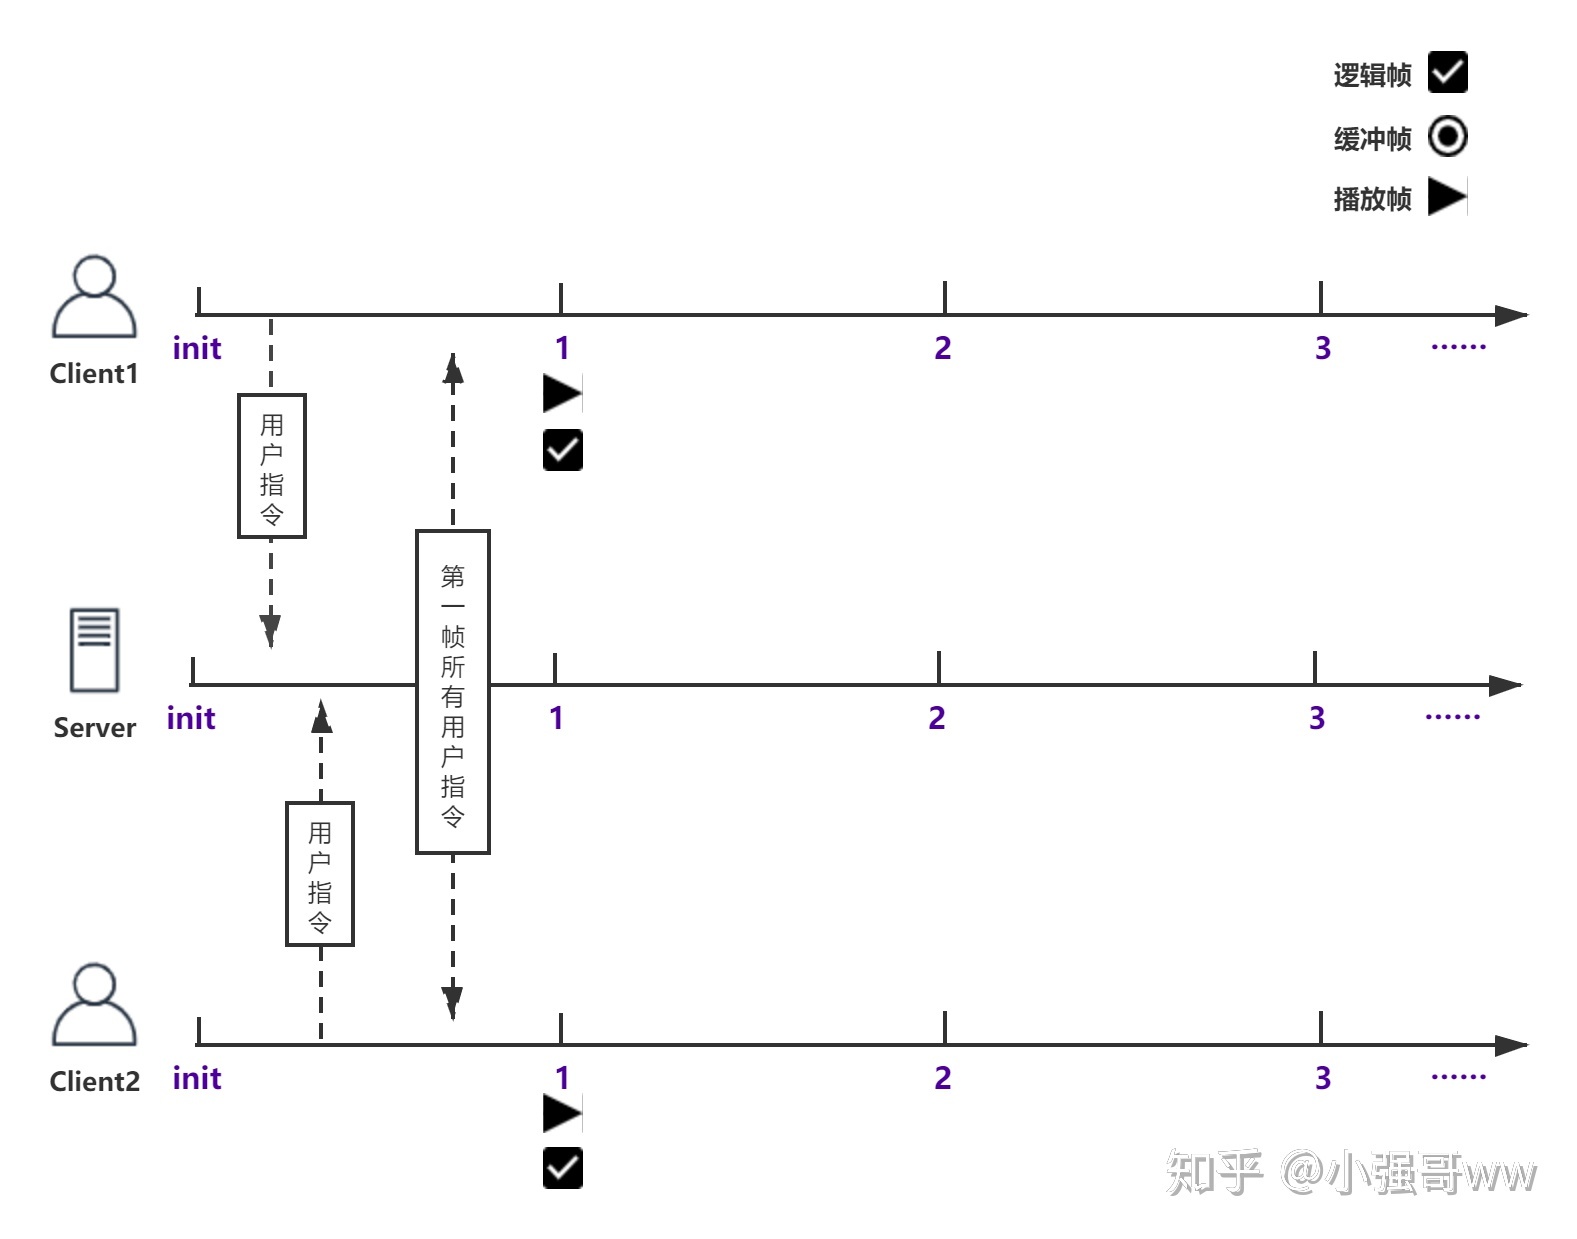 逻辑帧
缓冲帧
播放帧
Client1
init
1
2
3
······
用户指令
第一帧所有用户指令
Server
init
1
2
3
······
用户指令
Client2
init
1
2
3
······
知乎 @小强哥ww